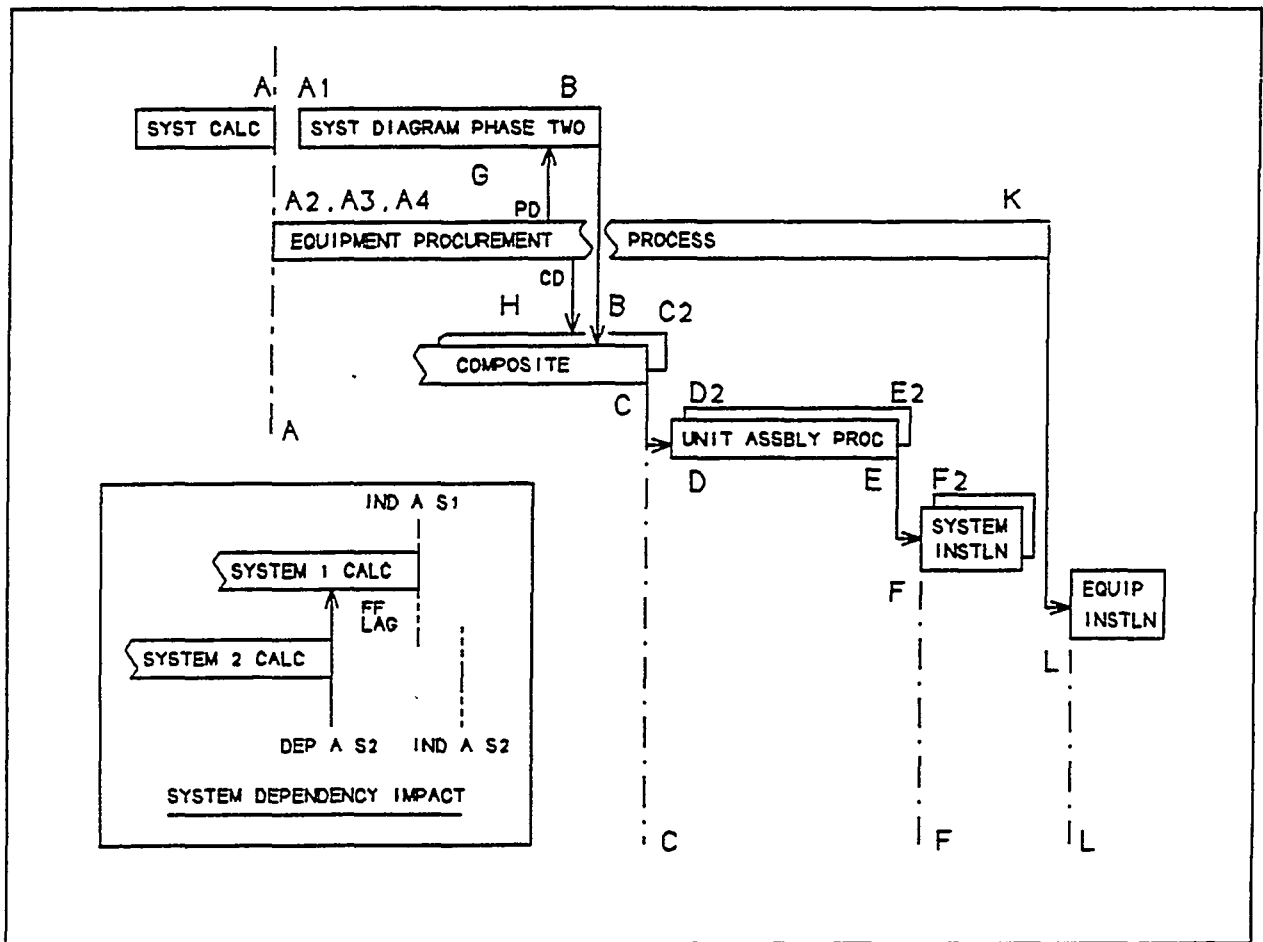 A A1 B
SYST CALC SYST DIAGRAM PHASE TWO
G
A2, A3, A4 PD K
EQUIPMENT PROCUREMENT PROCESS
CD
H B C2
COMPOSITE
C
A
D2 E2
UNIT ASSBLY PROC
D E
F2
SYSTEM
INSTLN
F
EQUIP
INSTLN
L
IND A S1
SYSTEM 1 CALC
FF
LAG
SYSTEM 2 CALC
DEP A S2 IND A S2
SYSTEM DEPENDENCY IMPACT
C F L